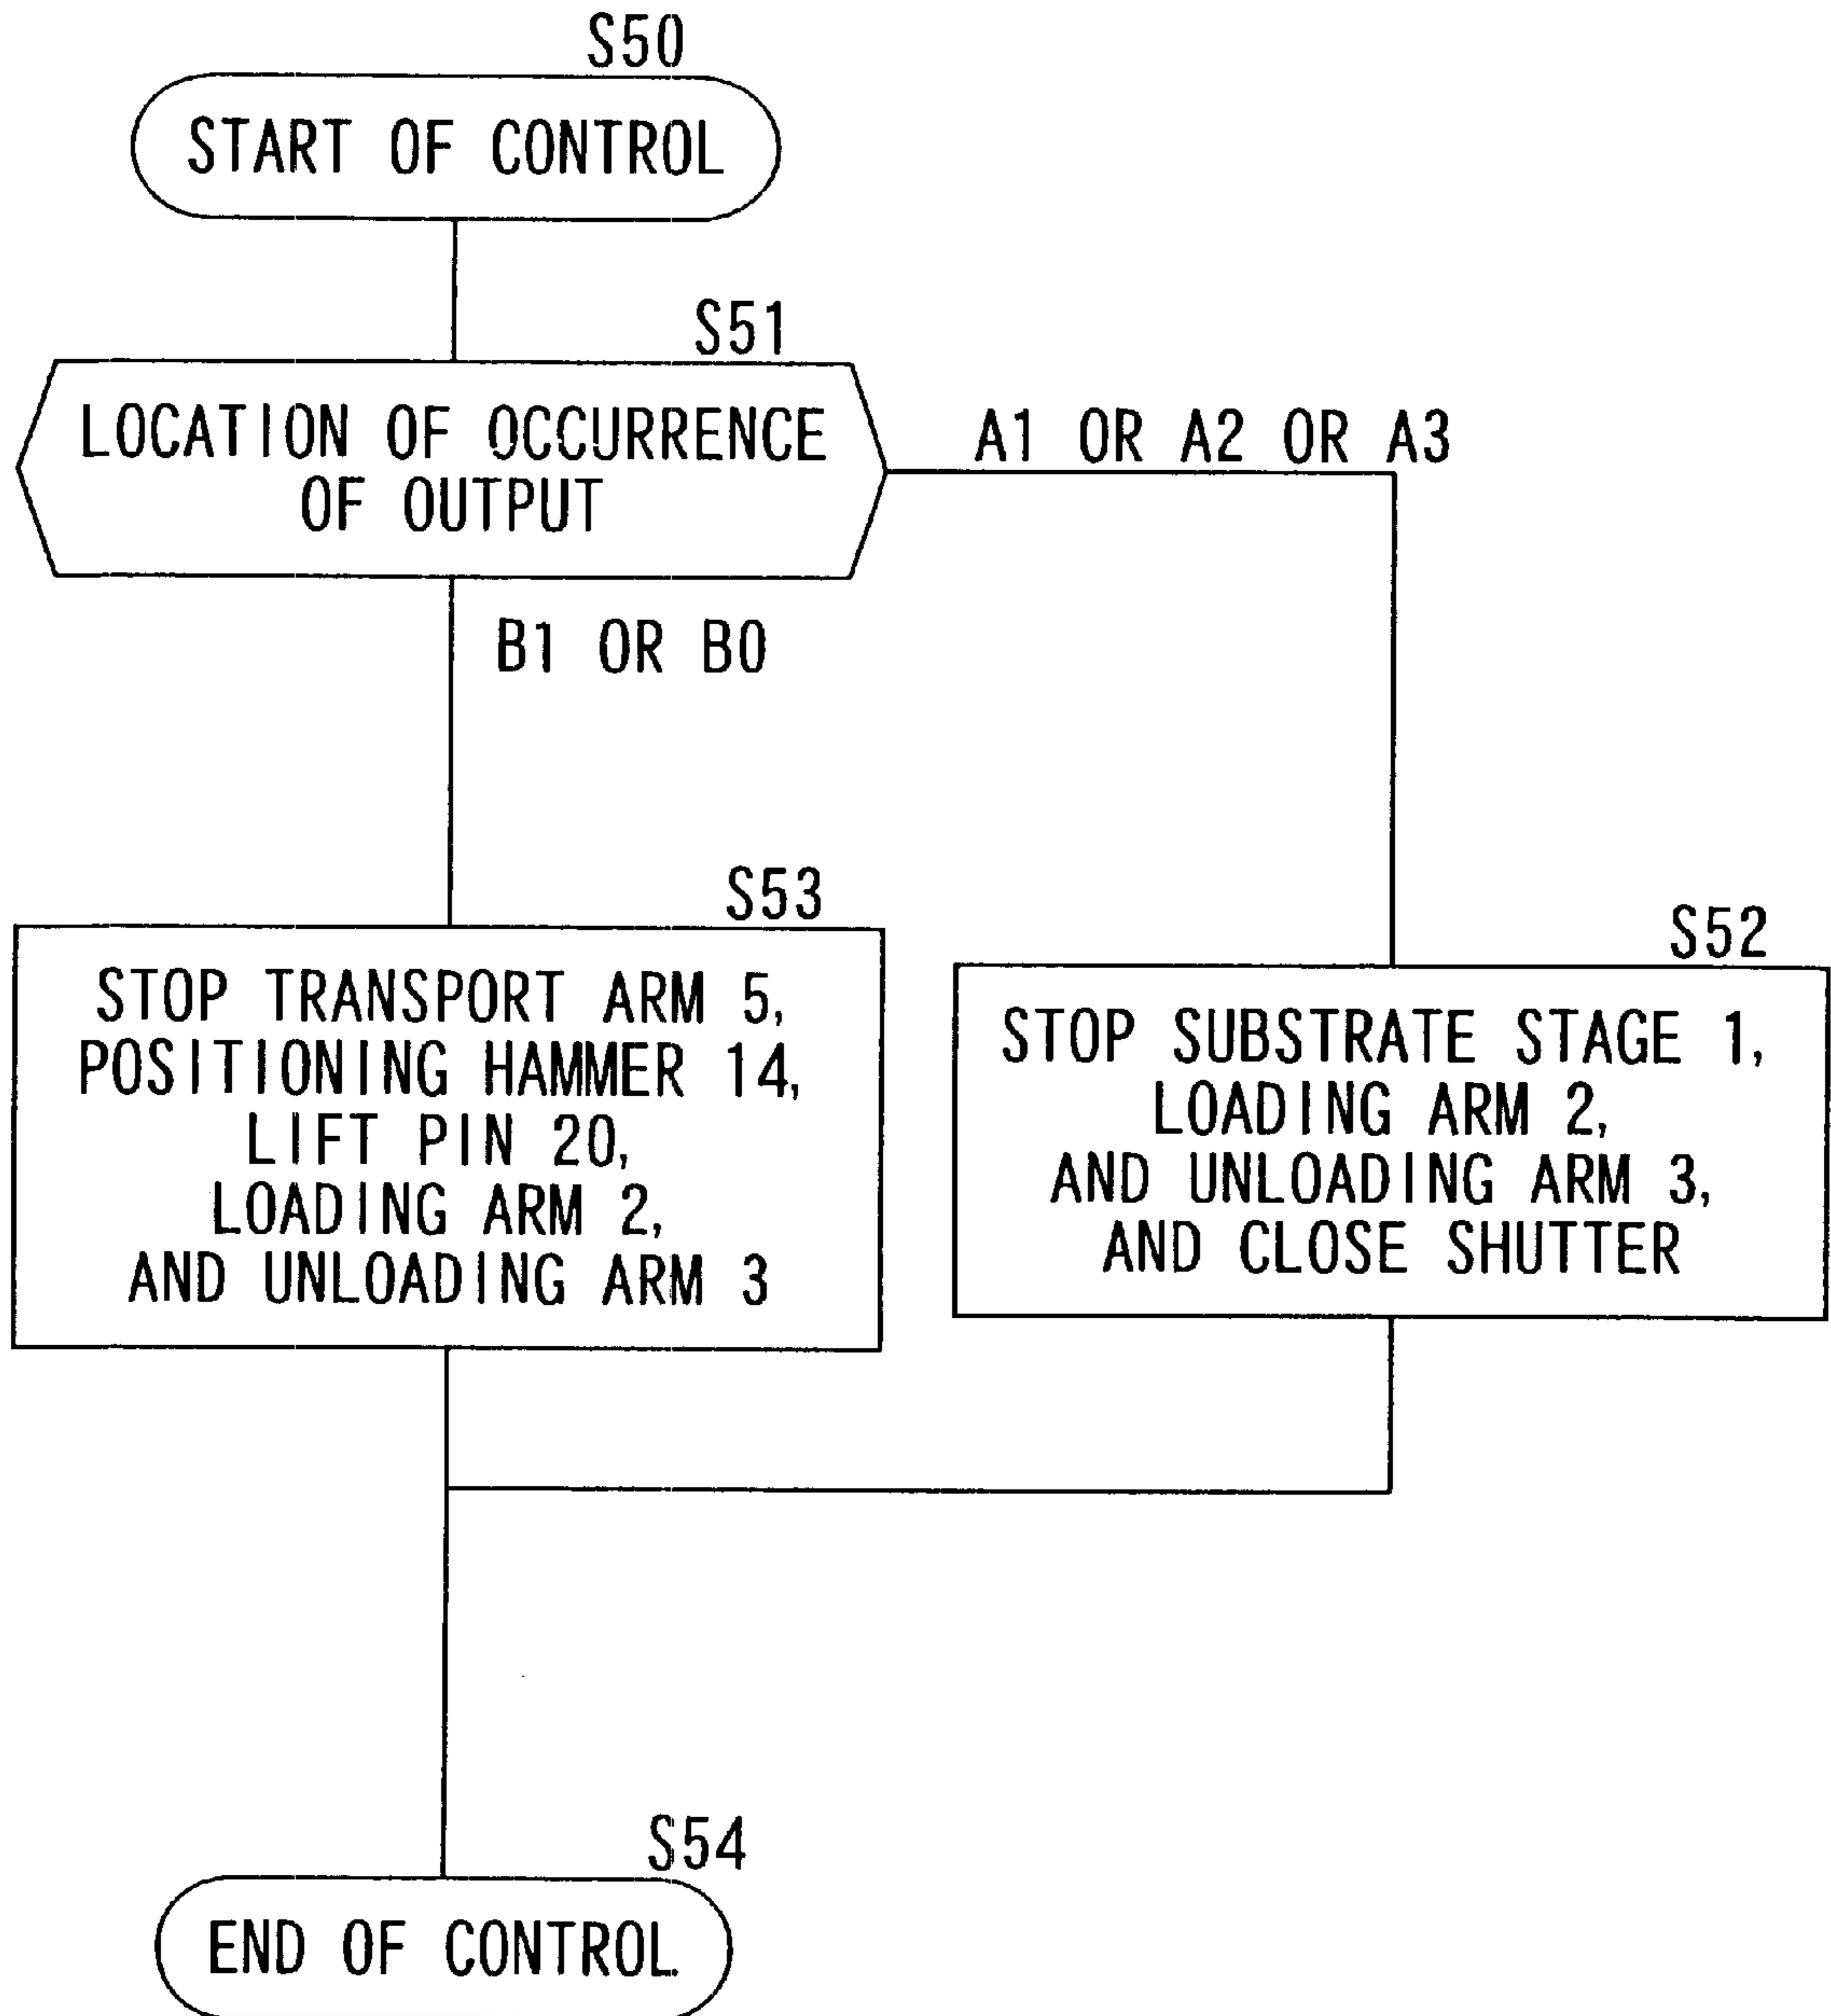 S50
START OF CONTROL
S51
LOCATION OF OCCURRENCE
OF OUTPUT
A1 OR A2 OR A3
B1 OR B0
S53
STOP TRANSPORT ARM 5,
POSITIONING HAMMER 14,
LIFT PIN 20,
LOADING ARM 2,
AND UNLOADING ARM 3
S52
STOP SUBSTRATE STAGE 1,
LOADING ARM 2,
AND UNLOADING ARM 3,
AND CLOSE SHUTTER
S54
END OF CONTROL